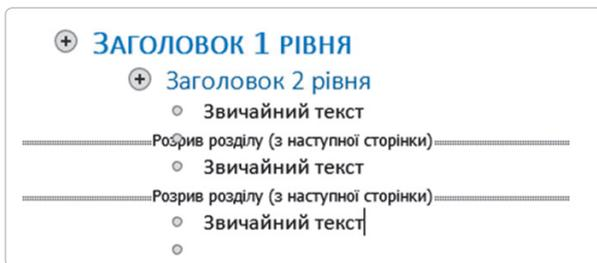 ЗАГОЛОВОК 1 РІВНЯ
Заголовок 2 рівня
Звичайний текст
Розрив розділу (з наступної сторінки)
Звичайний текст
Розрив розділу (з наступної сторінки)
Звичайний текст